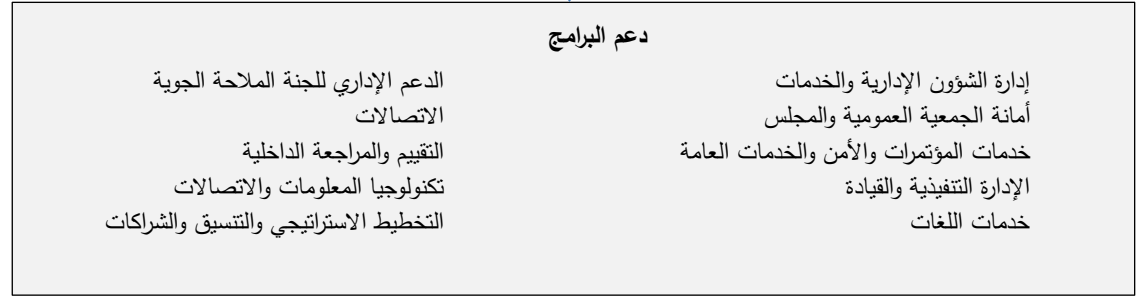 دعم البرامج
إدارة الشؤون الإدارية والخدمات
أمانة الجمعية العمومية والمجلس
خدمات المؤتمرات والأمن والخدمات العامة
الإدارة التنفيذية والقيادة
خدمات اللغات
الدعم الإداري للجنة الملاحة الجوية
الاتصالات
التقييم والمراجعة الداخلية
تكنولوجيا المعلومات والاتصالات
التخطيط الاستراتيجي والتنسيق والشراكات